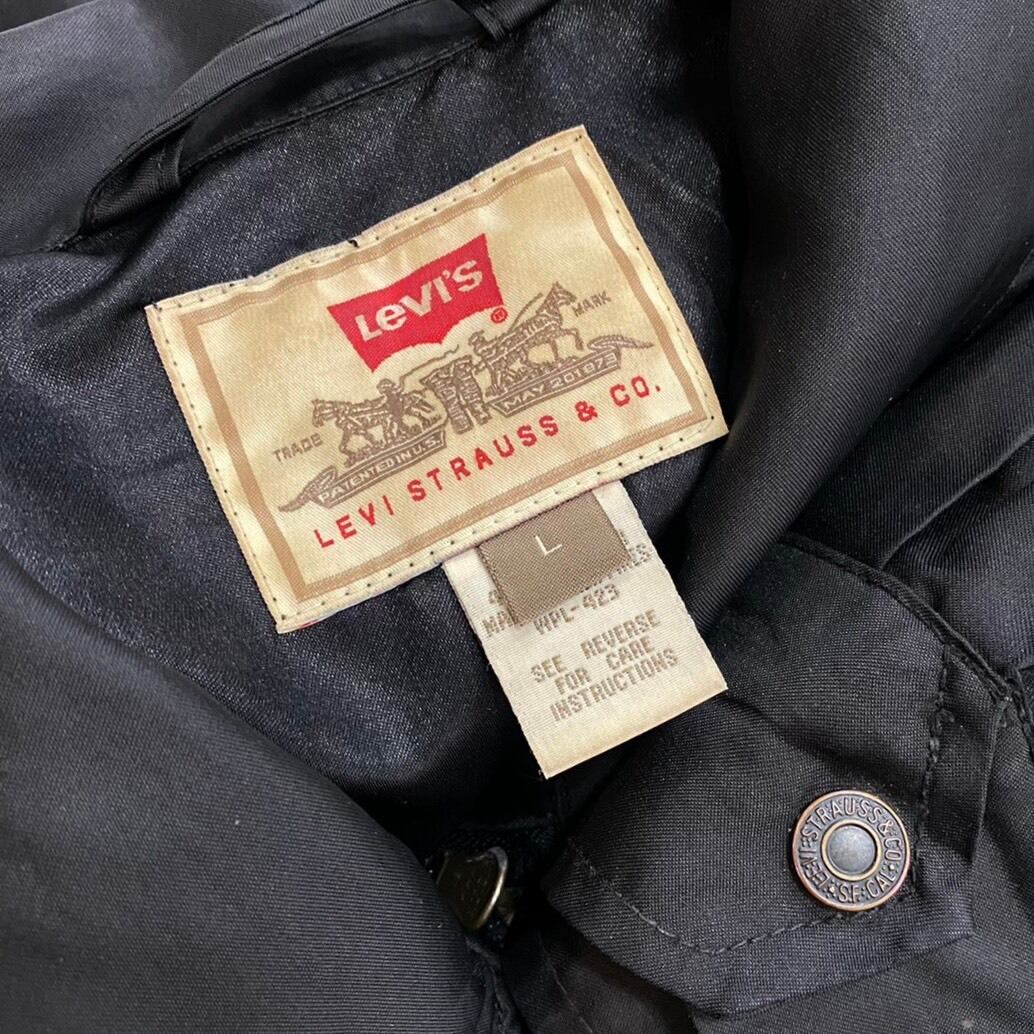 LEVI'S
®
TRADE MARK
PATENTED IN U.S. MAY 20 1873
LEVI STRAUSS & CO.
L
WPL-423
SEE REVERSE
FOR CARE
INSTRUCTIONS
LEVI STRAUSS & CO
S.F. CAL